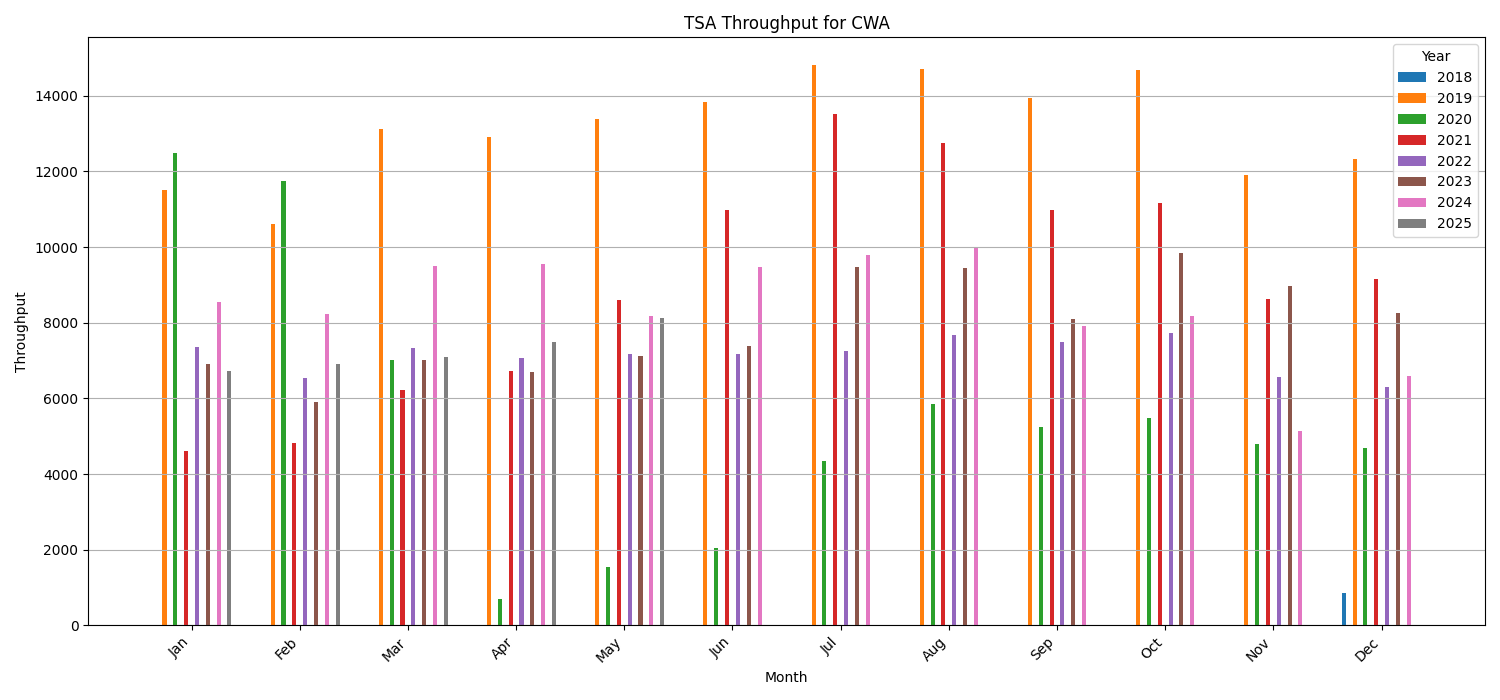 TSA Throughput for CWA
Throughput
14000
12000
10000
8000
6000
4000
2000
0
Year
2018
2019
2020
2021
2022
2023
2024
2025
Jan
Feb
Mar
Apr
May
Jun
Jul
Aug
Sep
Oct
Nov
Dec
Month